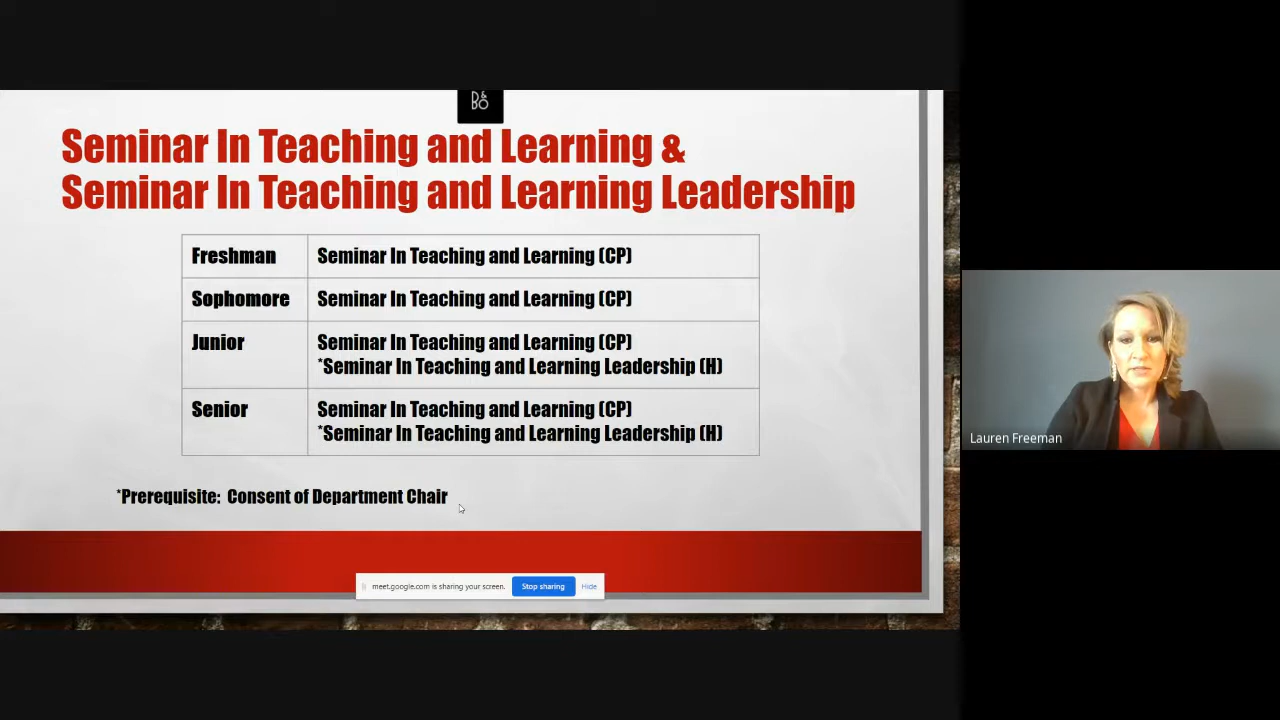 B&
BO
Seminar In Teaching and Learning &
Seminar In Teaching and Learning Leadership
Freshman Seminar In Teaching and Learning (CP)
Sophomore Seminar In Teaching and Learning (CP)
Junior Seminar In Teaching and Learning (CP)
*Seminar In Teaching and Learning Leadership (H)
Senior Seminar In Teaching and Learning (CP)
*Seminar In Teaching and Learning Leadership (H)
*Prerequisite: Consent of Department Chair
meet.google.com is sharing your screen. Stop sharing Hide
Lauren Freeman